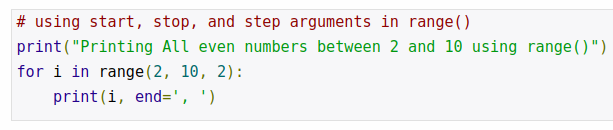 # using start, stop, and step arguments in range()
print("Printing All even numbers between 2 and 10 using range()")
for i in range(2, 10, 2):
    print(i, end=', ')